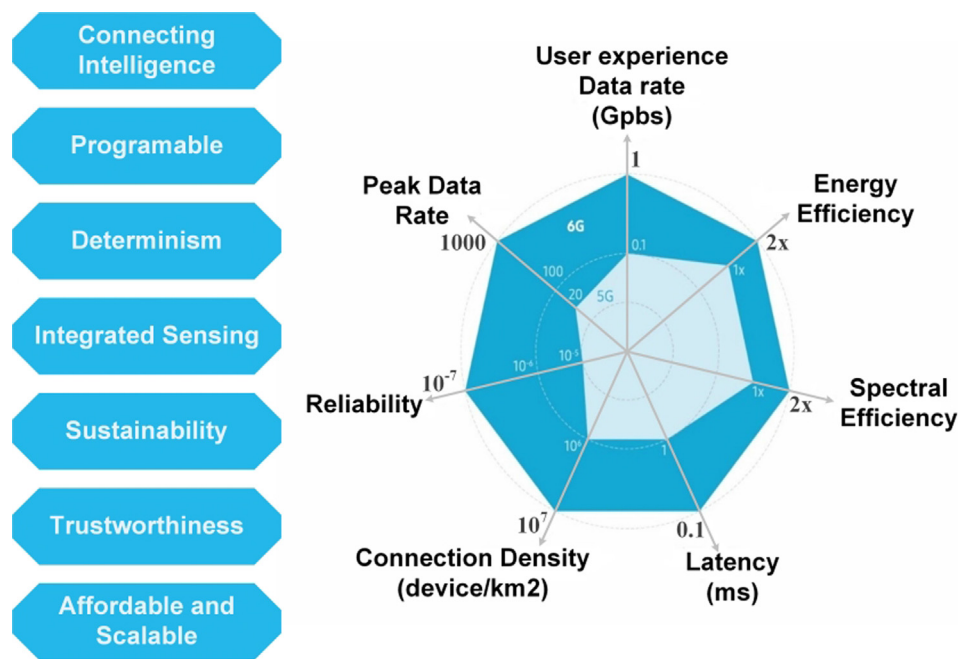 Connecting
Intelligence
Programable
Determinism
Integrated Sensing
Sustainability
Trustworthiness
Affordable and
Scalable
User experience
Data rate
(Gpbs)
1
Peak Data
Rate
1000
Energy
Efficiency
2x
6G
0.1
1x
100
20
5G
10⁻⁷
10⁻⁶
10⁻⁵
Reliability
1x
2x
Spectral
Efficiency
10⁶
1
10⁷
0.1
Connection Density
(device/km2)
Latency
(ms)